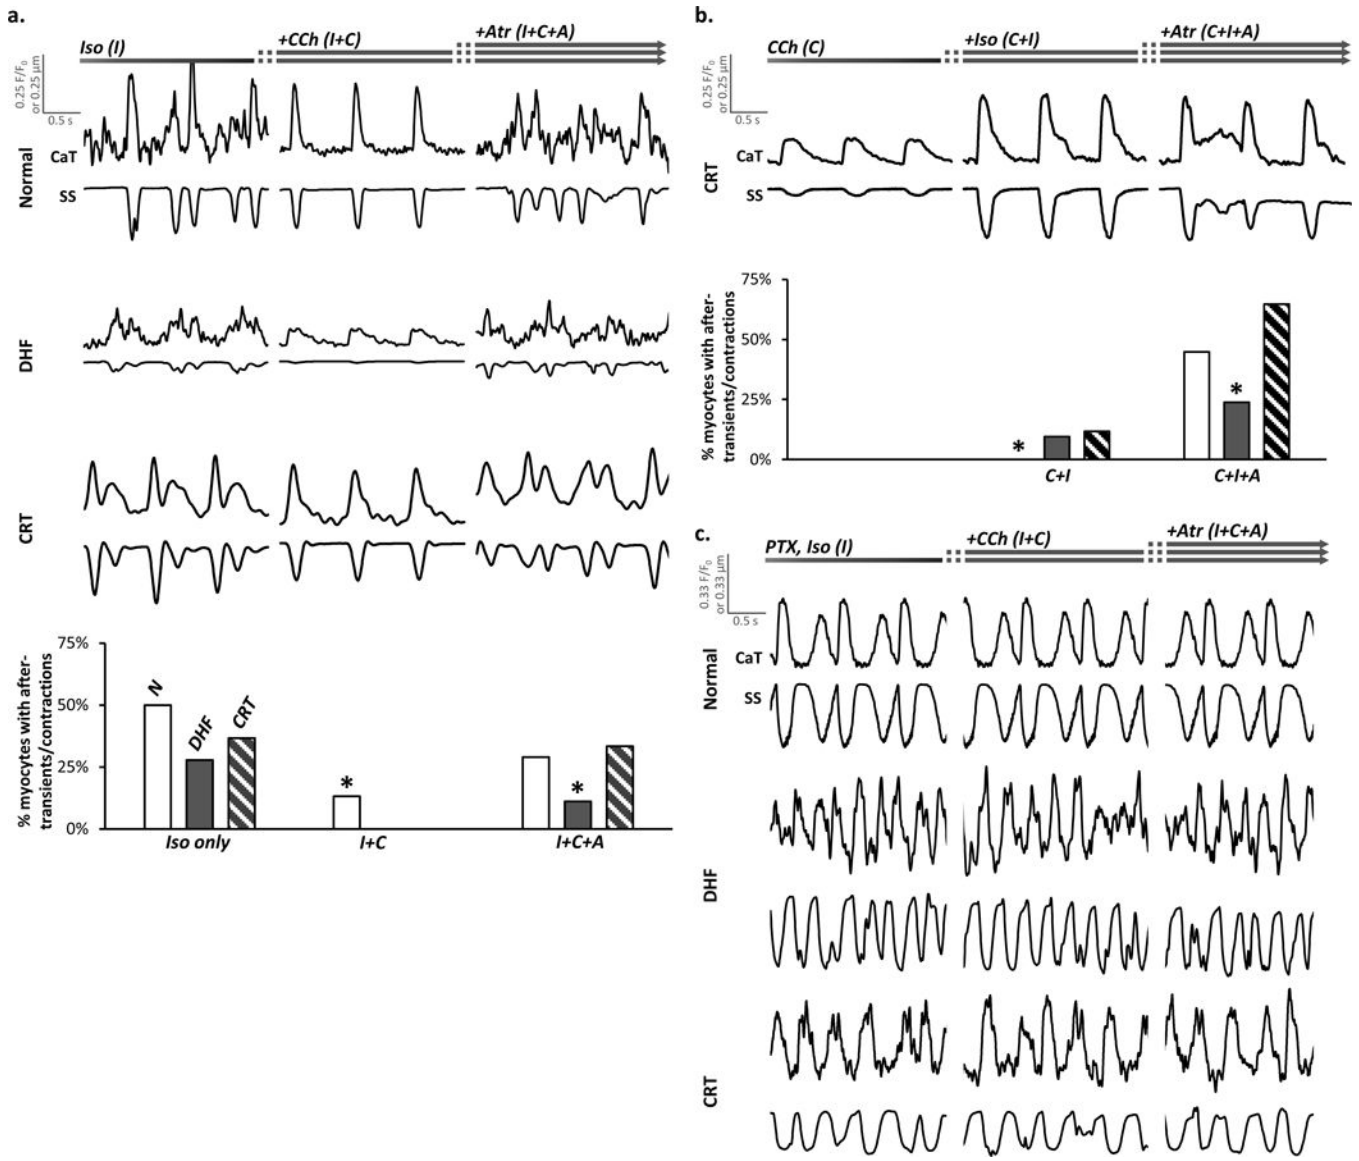 a.
Iso (I)
+CCh (I+C)
+Atr (I+C+A)
0.25 F/F₀
or 0.25 µm
0.5 s
Normal
CaT
SS
DHF
CRT
% myocytes with after-
transients/contractions
75%
50%
25%
0%
N
DHF
CRT
*
*
Iso only
I+C
I+C+A
b.
CCh (C)
+Iso (C+I)
+Atr (C+I+A)
0.25 F/F₀
or 0.25 µm
0.5 s
CRT
CaT
SS
% myocytes with after-
transients/contractions
75%
50%
25%
0%
*
*
C+I
C+I+A
c.
PTX, Iso (I)
+CCh (I+C)
+Atr (I+C+A)
0.33 F/F₀
or 0.33 µm
0.5 s
Normal
CaT
SS
DHF
CRT